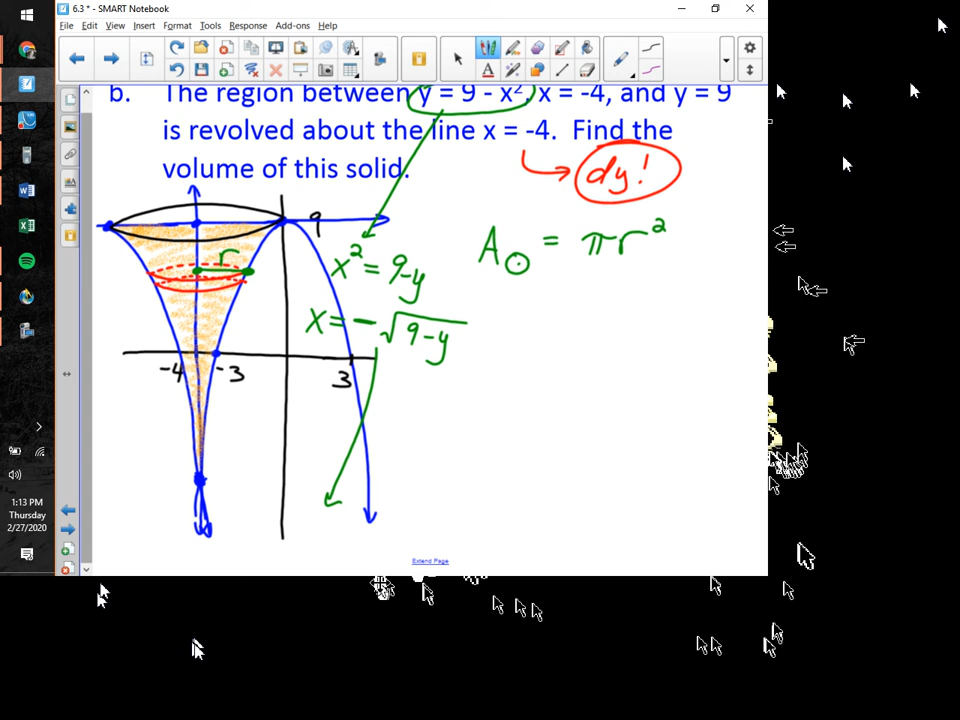 6.3 * - SMART Notebook
File Edit View Insert Format Tools Tools Response Add-ons Help
b. The region between y = 9 - x², x = -4, and y = 9
is revolved about the line x = -4. Find the
volume of this solid.
dy!
9
r
x² = 9-y
A⊙ = πr²
x = -√(9-y)
-4
-3
3
1:13 PM
Thursday
2/27/2020
Extend Page